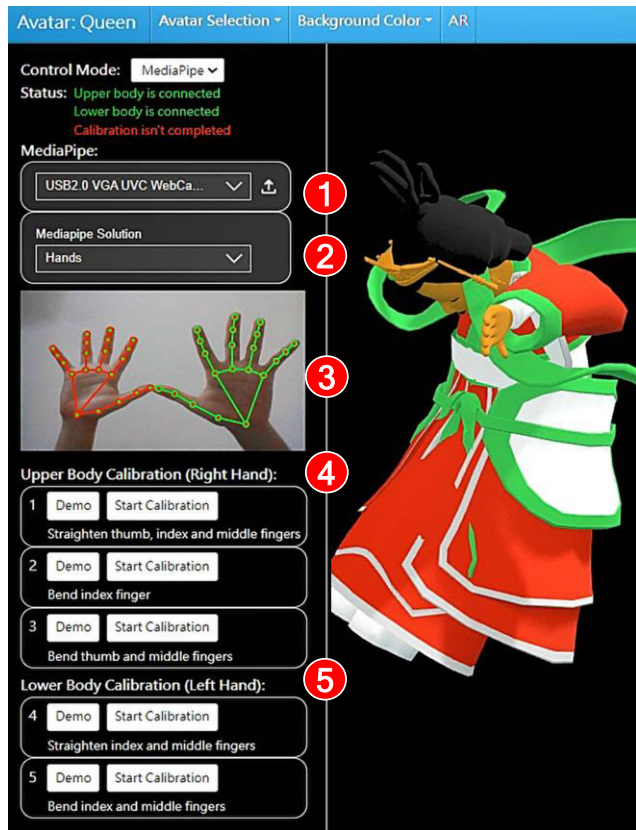 Avatar: Queen Avatar Selection Background Color AR
Control Mode: MediaPipe
Status: Upper body is connected
Lower body is connected
Calibration isn't completed
MediaPipe:
USB2.0 VGA UVC WebCa...
1
Mediapipe Solution
Hands
2
3
Upper Body Calibration (Right Hand):
4
1 Demo Start Calibration
Straighten thumb, index and middle fingers
2 Demo Start Calibration
Bend index finger
3 Demo Start Calibration
Bend thumb and middle fingers
Lower Body Calibration (Left Hand):
5
4 Demo Start Calibration
Straighten index and middle fingers
5 Demo Start Calibration
Bend index and middle fingers